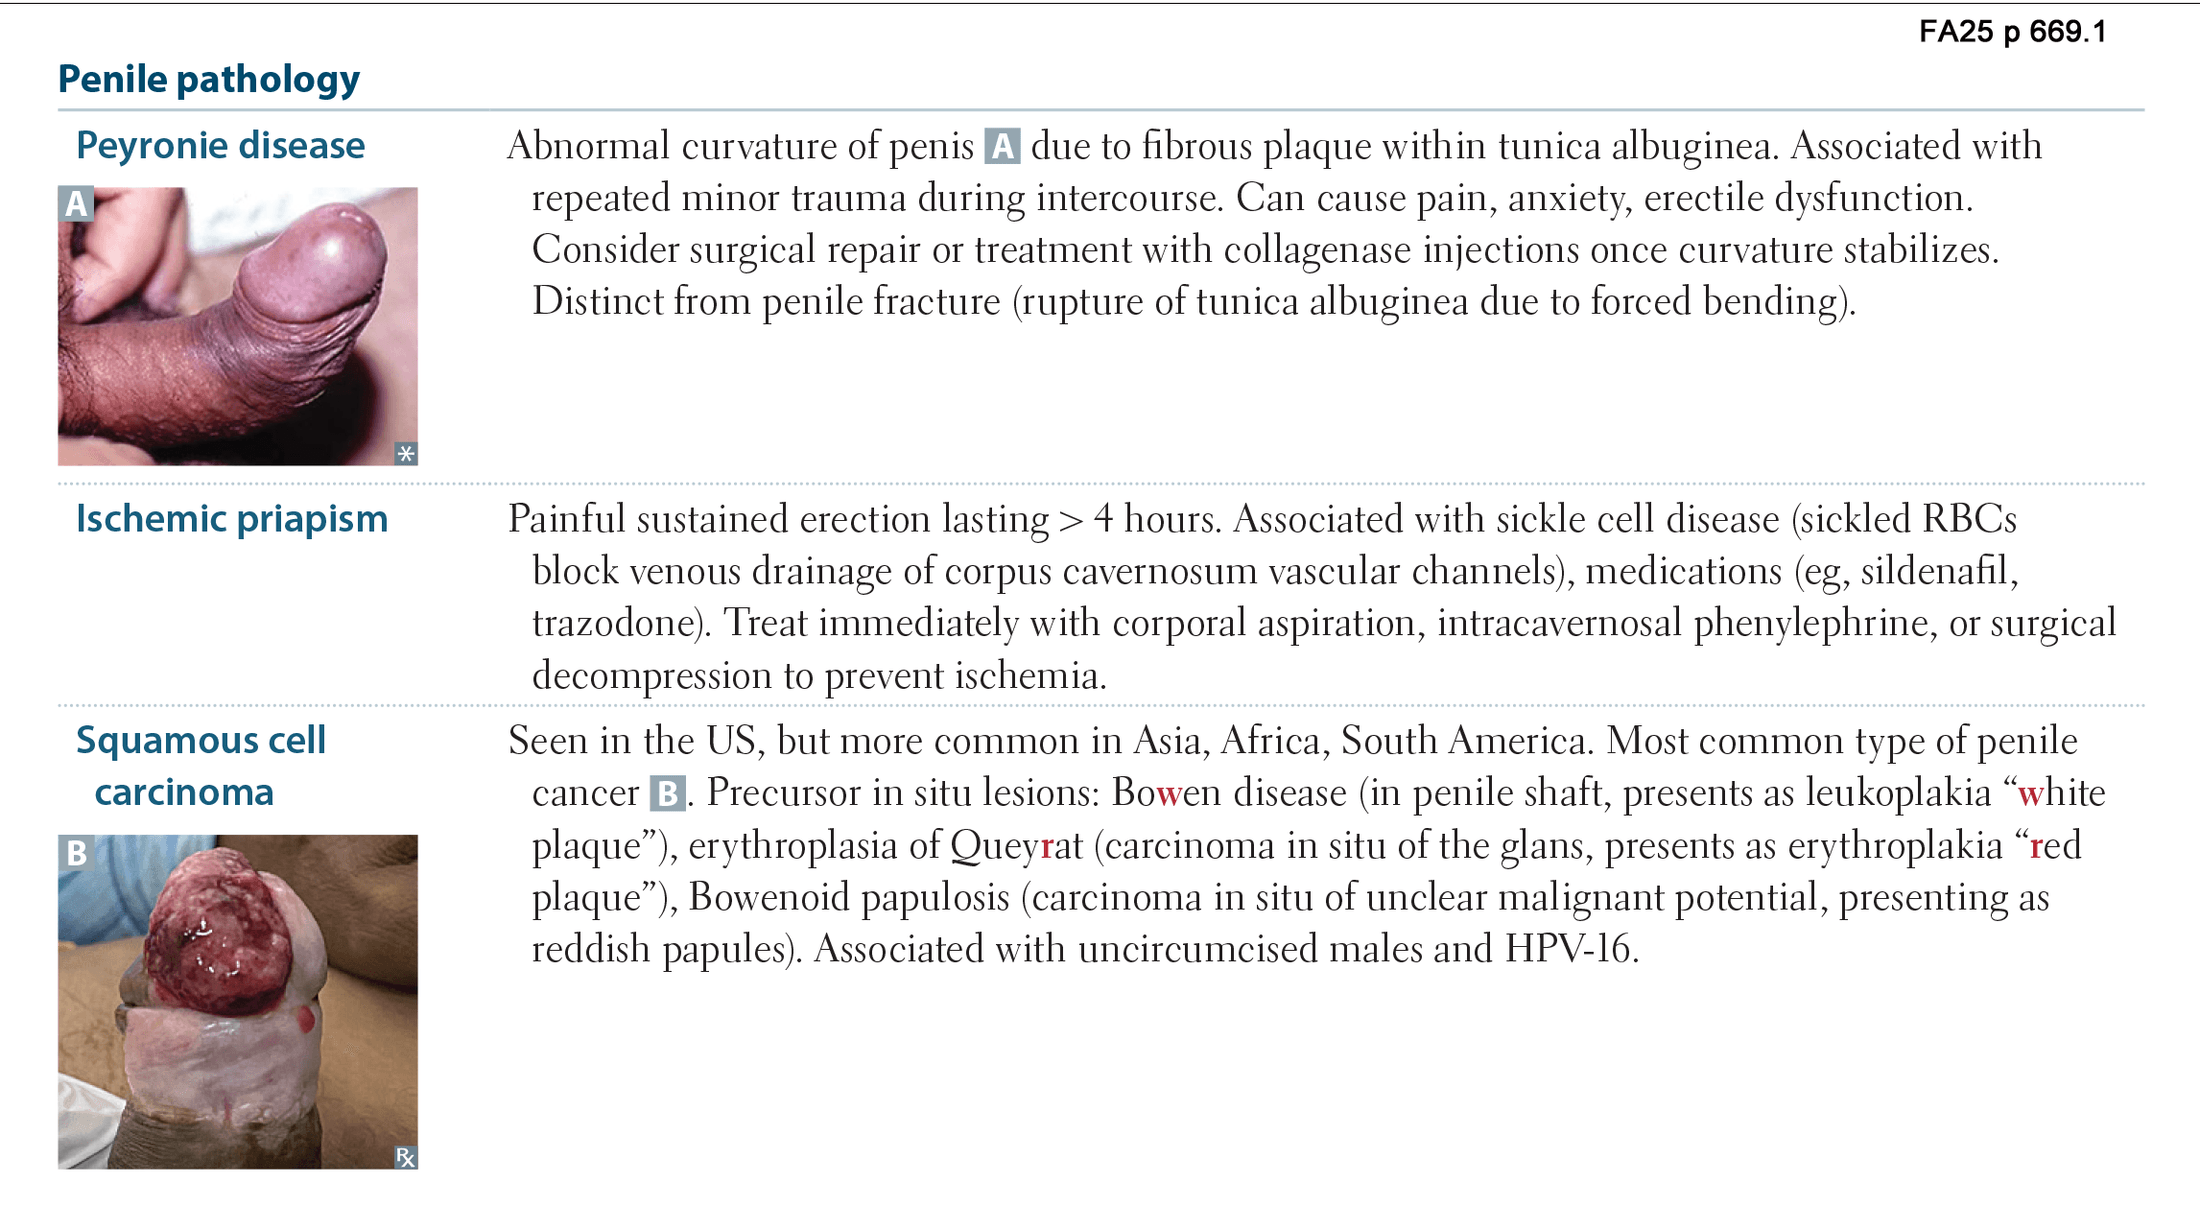 FA25 p 669.1
Penile pathology
Peyronie disease
Abnormal curvature of penis A due to fibrous plaque within tunica albuginea. Associated with
repeated minor trauma during intercourse. Can cause pain, anxiety, erectile dysfunction.
Consider surgical repair or treatment with collagenase injections once curvature stabilizes.
Distinct from penile fracture (rupture of tunica albuginea due to forced bending).
A
*
Ischemic priapism
Painful sustained erection lasting > 4 hours. Associated with sickle cell disease (sickled RBCs
block venous drainage of corpus cavernosum vascular channels), medications (eg, sildenafil,
trazodone). Treat immediately with corporal aspiration, intracavernosal phenylephrine, or surgical
decompression to prevent ischemia.
Squamous cell
carcinoma
Seen in the US, but more common in Asia, Africa, South America. Most common type of penile
cancer B. Precursor in situ lesions: Bowen disease (in penile shaft, presents as leukoplakia “white
plaque”), erythroplasia of Queyrat (carcinoma in situ of the glans, presents as erythroplakia “red
plaque”), Bowenoid papulosis (carcinoma in situ of unclear malignant potential, presenting as
reddish papules). Associated with uncircumcised males and HPV-16.
B
℞